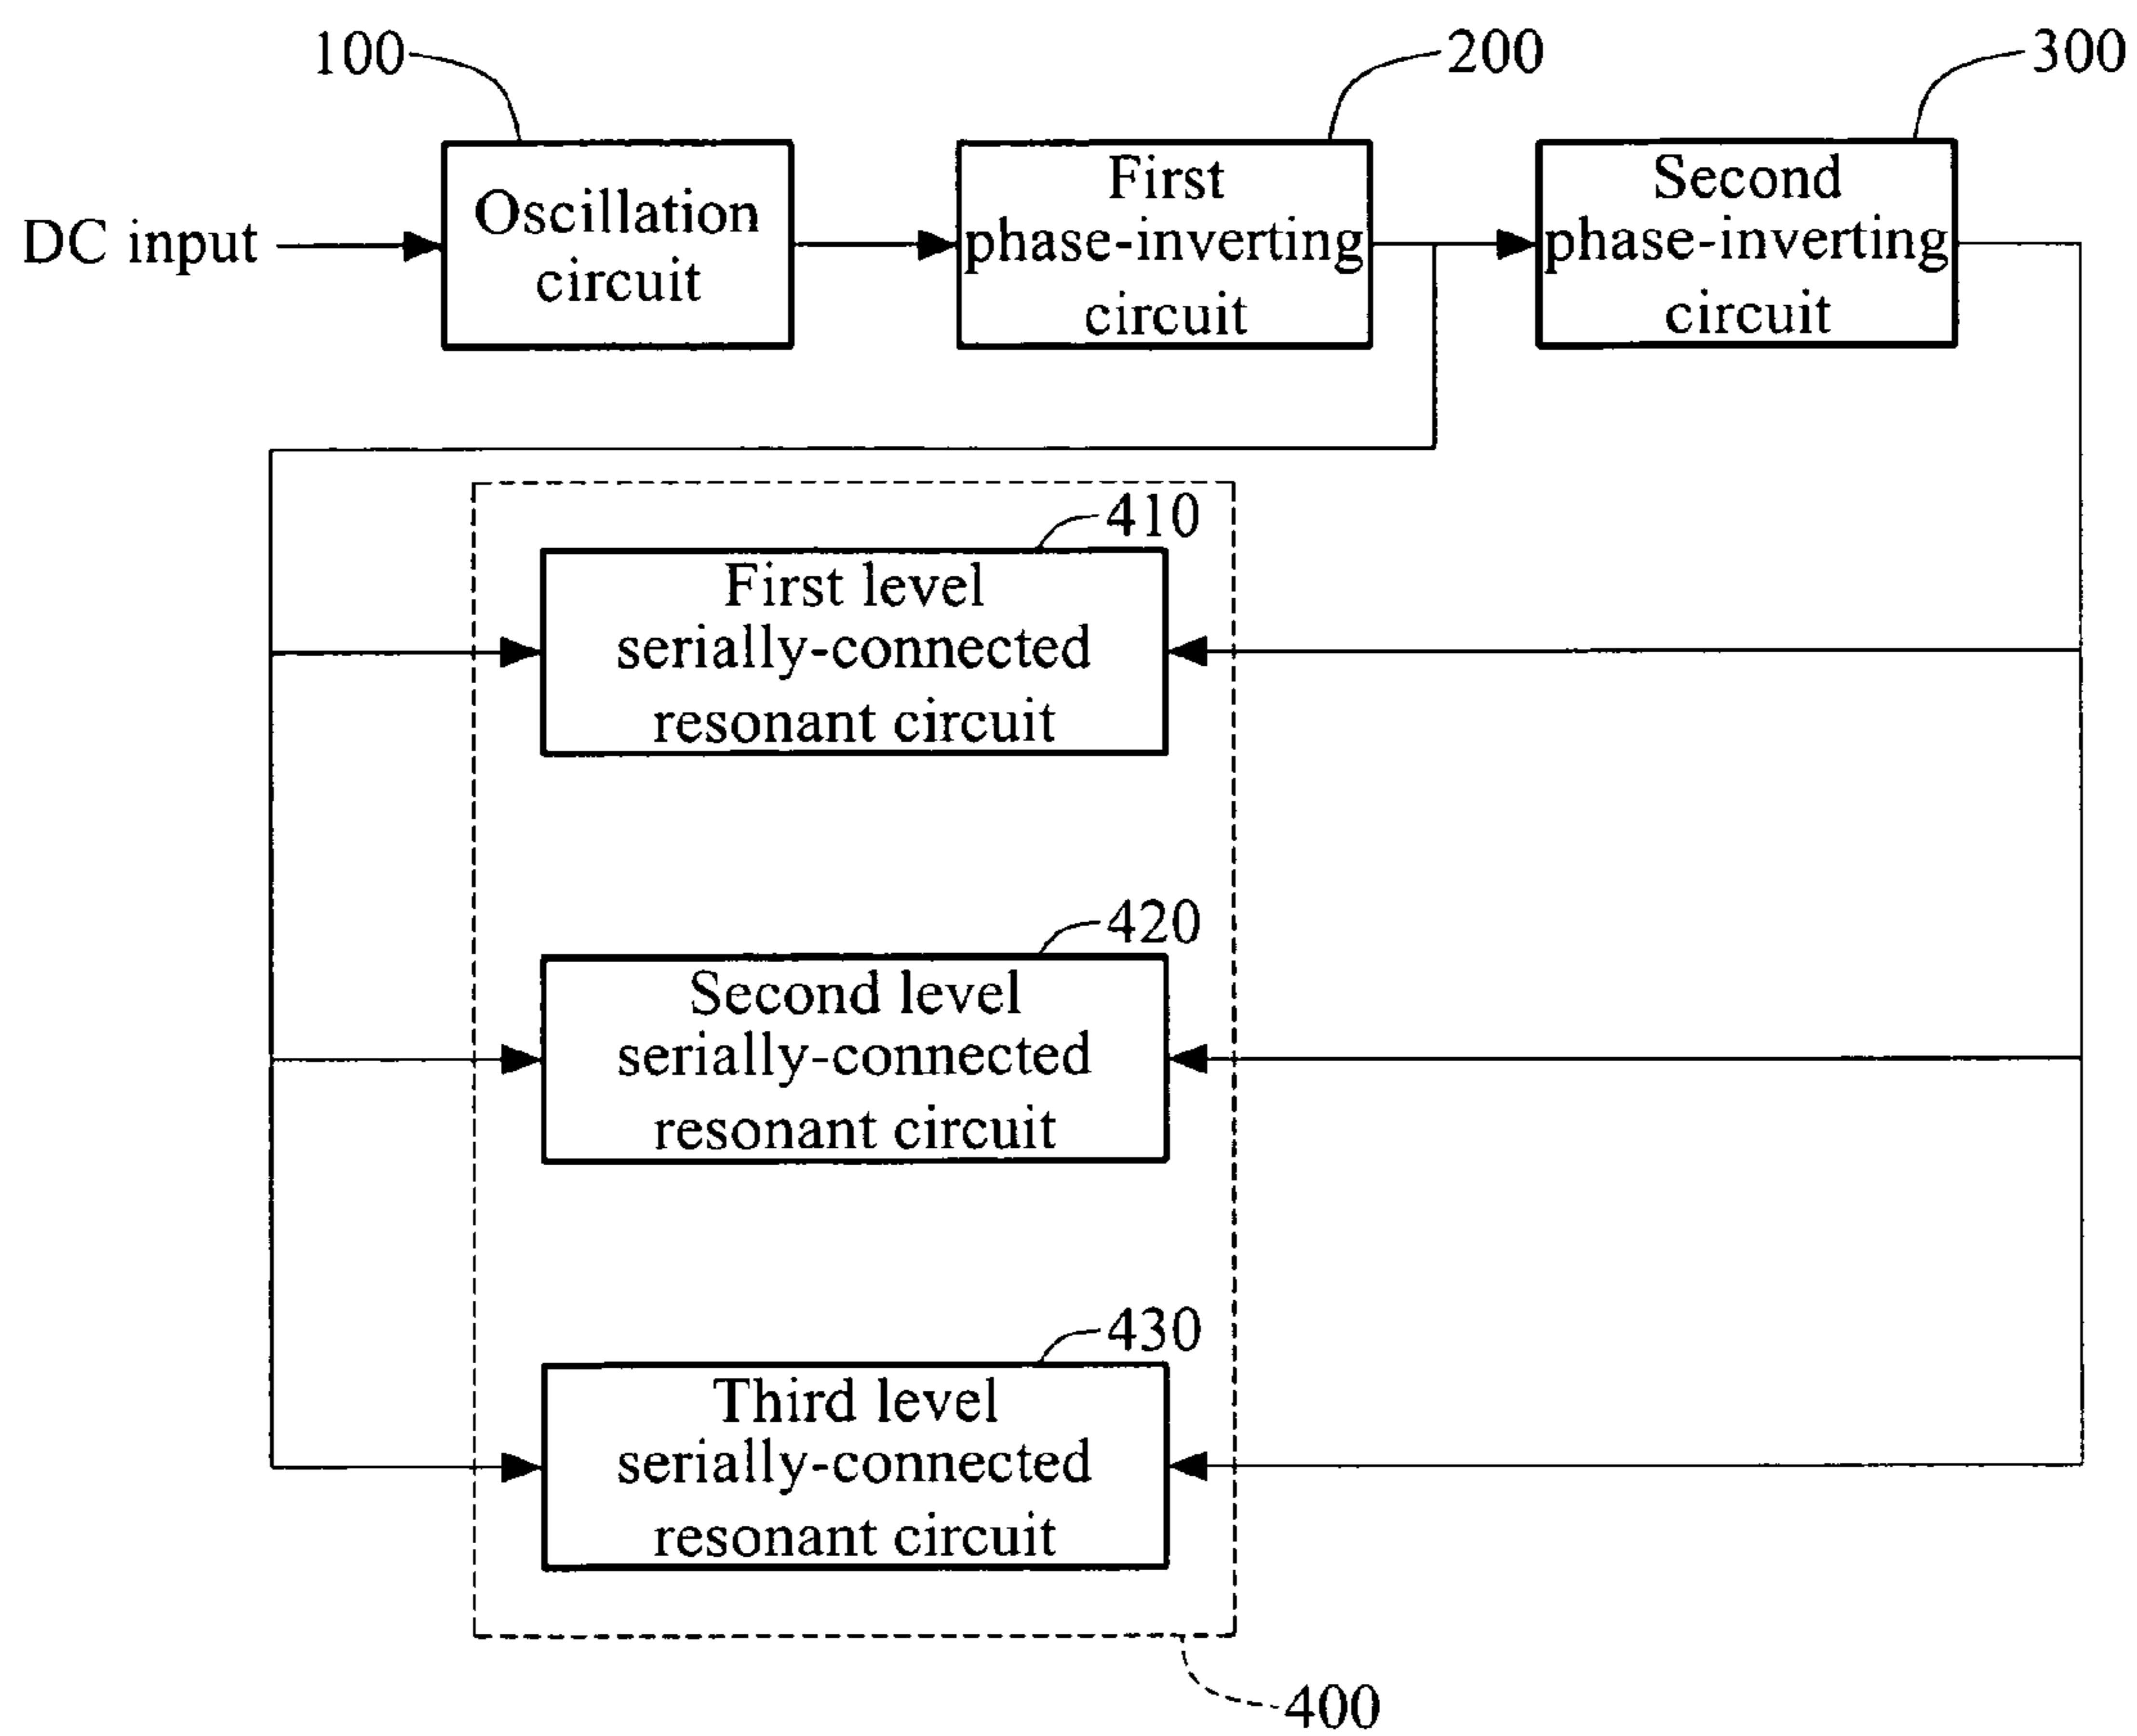 100
200
300
DC input
Oscillation
circuit
First
phase-inverting
circuit
Second
phase-inverting
circuit
410
First level
serially-connected
resonant circuit
420
Second level
serially-connected
resonant circuit
430
Third level
serially-connected
resonant circuit
400